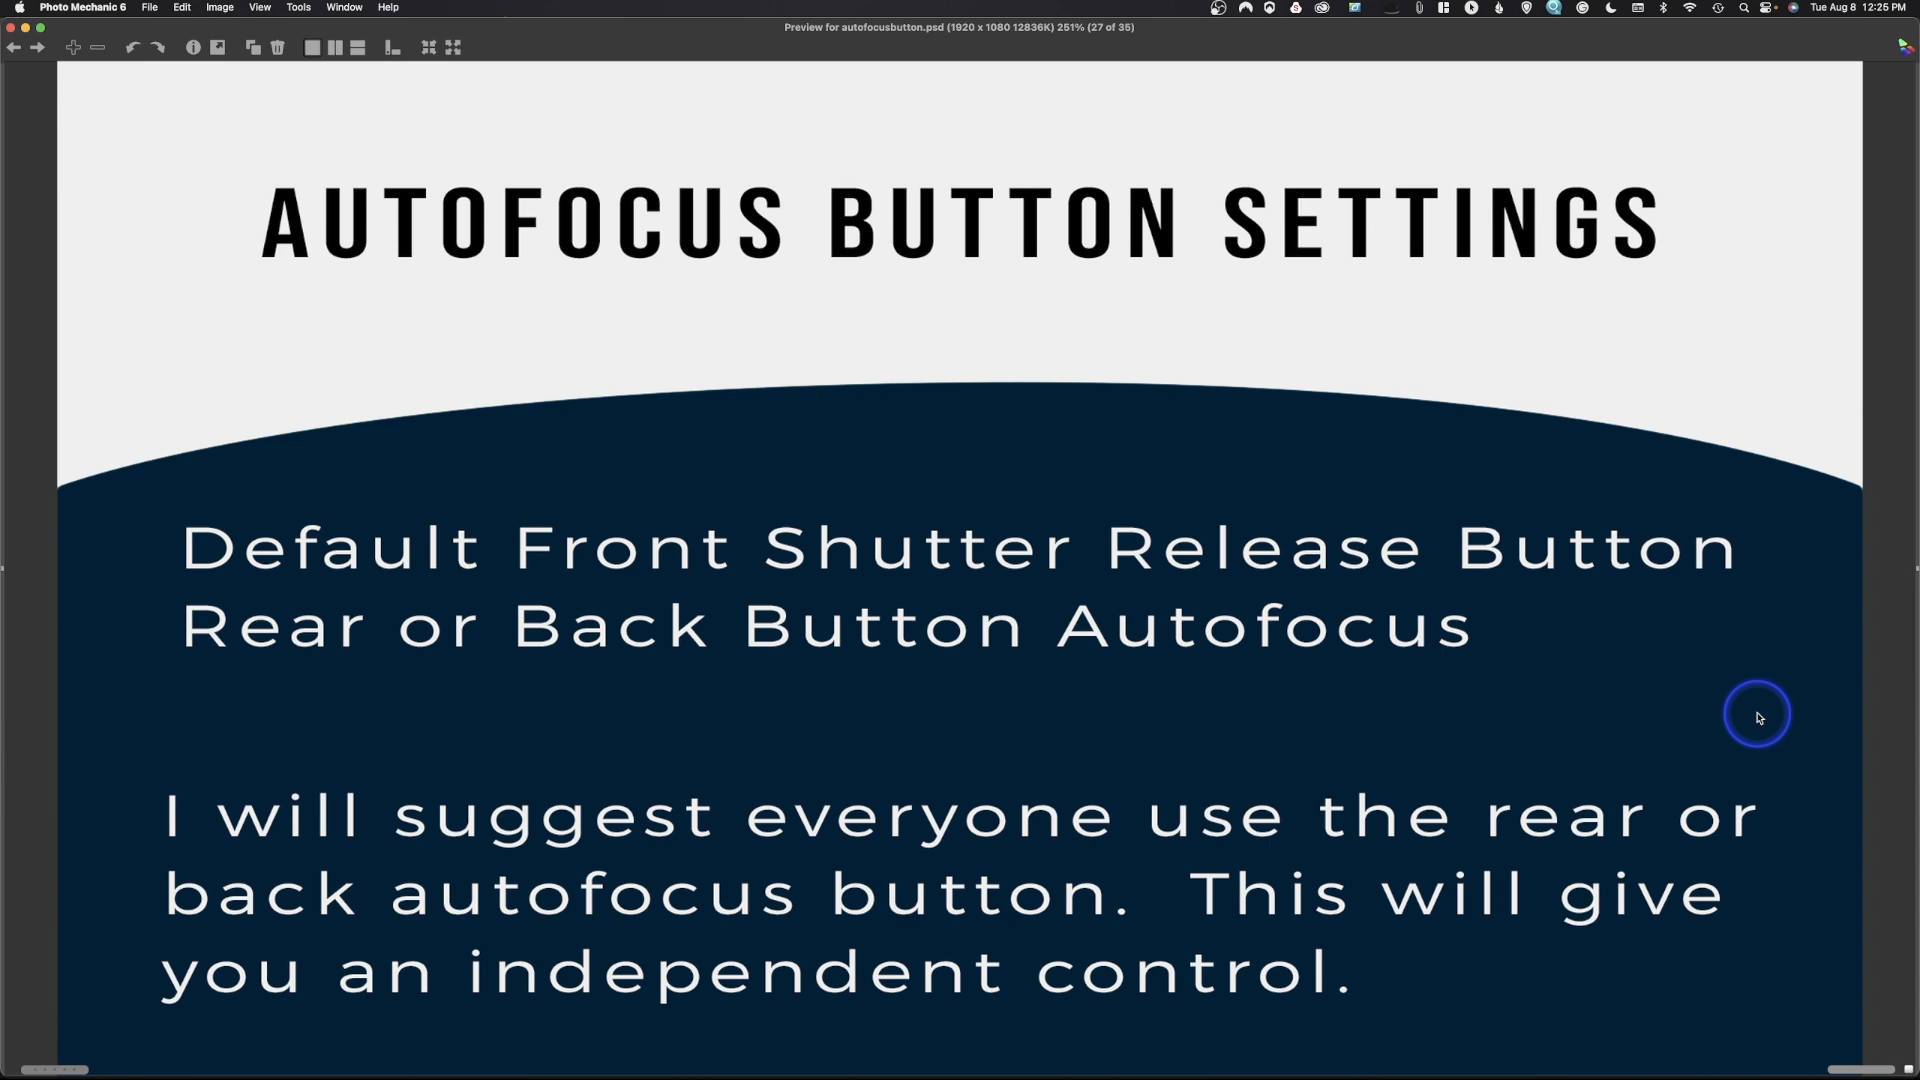 Photo Mechanic 6 File Edit Image View Tools Window Help Tue Aug 8 12:25 PM
Preview for autofocusbutton.psd (1920 x 1080 12836K) 251% (27 of 35)
AUTOFOCUS BUTTON SETTINGS
Default Front Shutter Release Button
Rear or Back Button Autofocus
I will suggest everyone use the rear or
back autofocus button. This will give
you an independent control.